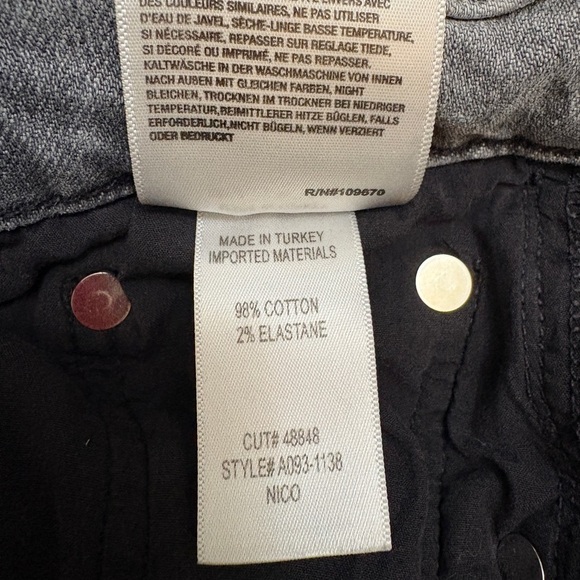 DES COULEURS SIMILAIRES, NE PAS UTILISER
D'EAU DE JAVEL, SÈCHE-LINGE BASSE TEMPERATURE,
SI NÉCESSAIRE, REPASSER SUR REGLAGE TIEDE,
SI DÉCORÉ OU IMPRIMÉ, NE PAS REPASSER.
KALTWÄSCHE IN DER WASCHMASCHINE VON INNEN
NACH AUßEN MIT GLEICHEN FARBEN, NIGHT
BLEICHEN, TROCKNEN IM TROCKNER BEI NIEDRIGER
TEMPERATUR,BEIMITTLERER HITZE BÜGLEN, FALLS
ERFORDERLICH,NICHT BÜGELN, WENN VERZIERT
ODER BEDRUCKT
R/N#109670
MADE IN TURKEY
IMPORTED MATERIALS
98% COTTON
2% ELASTANE
CUT# 48848
STYLE# A093-1138
NICO